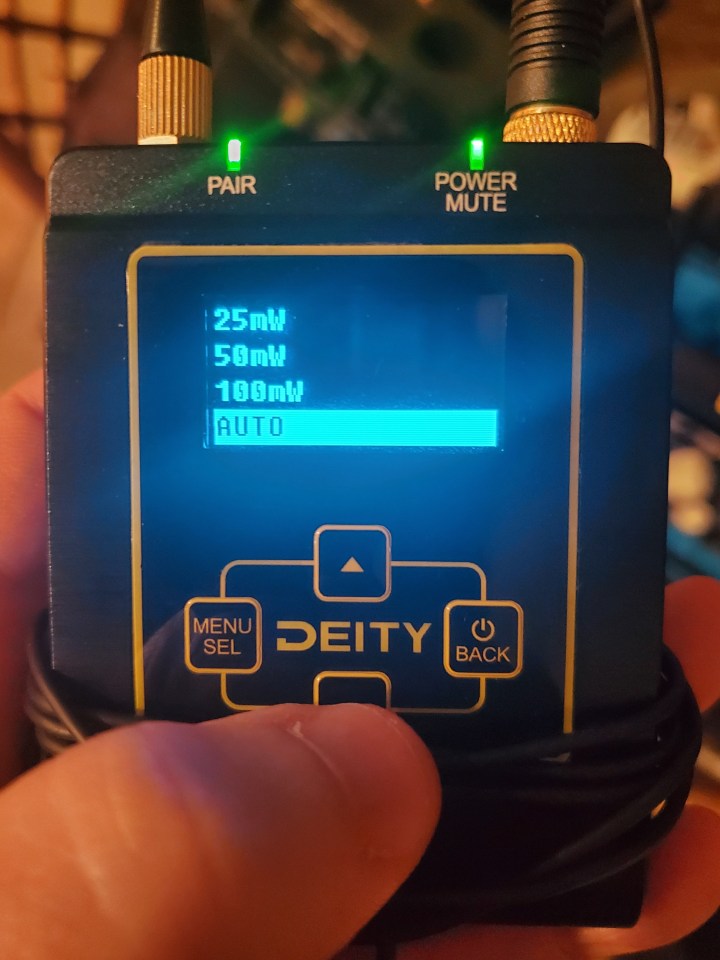 PAIR
POWER
MUTE
25mW
50mW
100mW
AUTO
MENU
SEL
DEITY
BACK